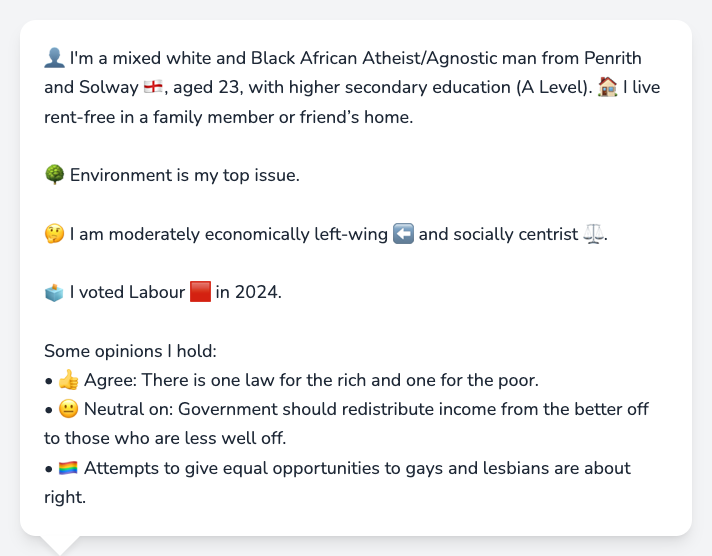 👤 I'm a mixed white and Black African Atheist/Agnostic man from Penrith
and Solway 🏴󠁧󠁢󠁥󠁮󠁧󠁿, aged 23, with higher secondary education (A Level). 🏠 I live
rent-free in a family member or friend’s home.
🌳 Environment is my top issue.
🤔 I am moderately economically left-wing ⬅️ and socially centrist ⚖️.
🗳️ I voted Labour 🟥 in 2024.
Some opinions I hold:
• 👍 Agree: There is one law for the rich and one for the poor.
• 😐 Neutral on: Government should redistribute income from the better off
to those who are less well off.
• 🏳️‍🌈 Attempts to give equal opportunities to gays and lesbians are about
right.